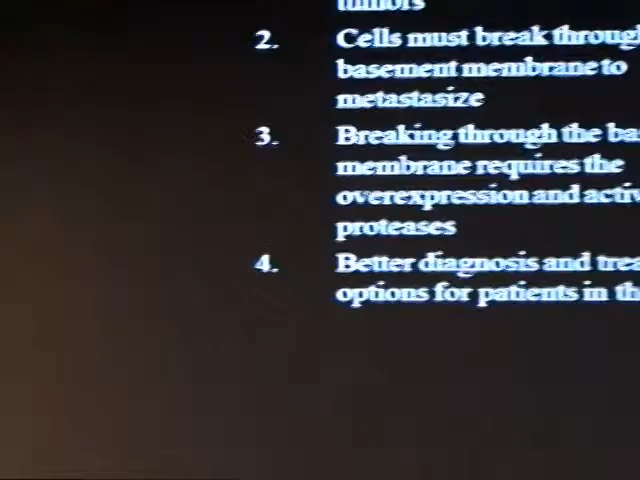 tumors
2. Cells must break through
basement membrane to
metastasize
3. Breaking through the ba
membrane requires the
overexpression and activ
proteases
4. Better diagnosis and trea
options for patients in th